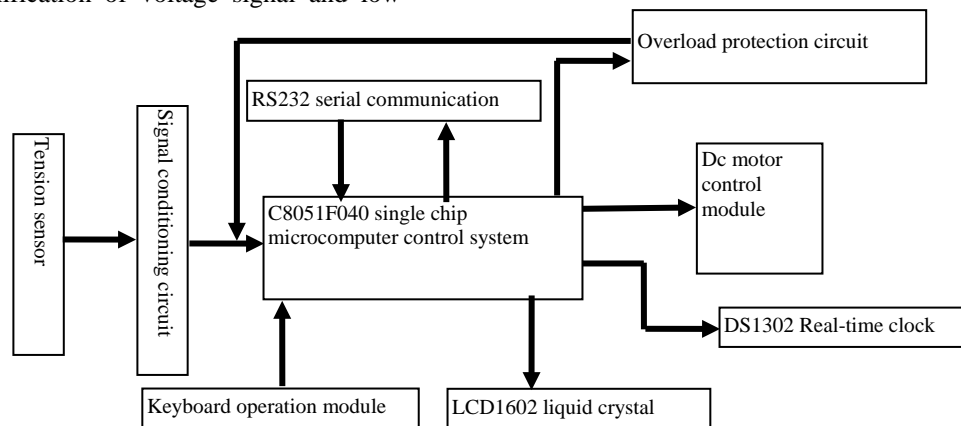 nification of voltage signal and low
Overload protection circuit
RS232 serial communication
Tension sensor
Signal conditioning circuit
Dc motor
control
module
C8051F040 single chip
microcomputer control system
DS1302 Real-time clock
Keyboard operation module
LCD1602 liquid crystal